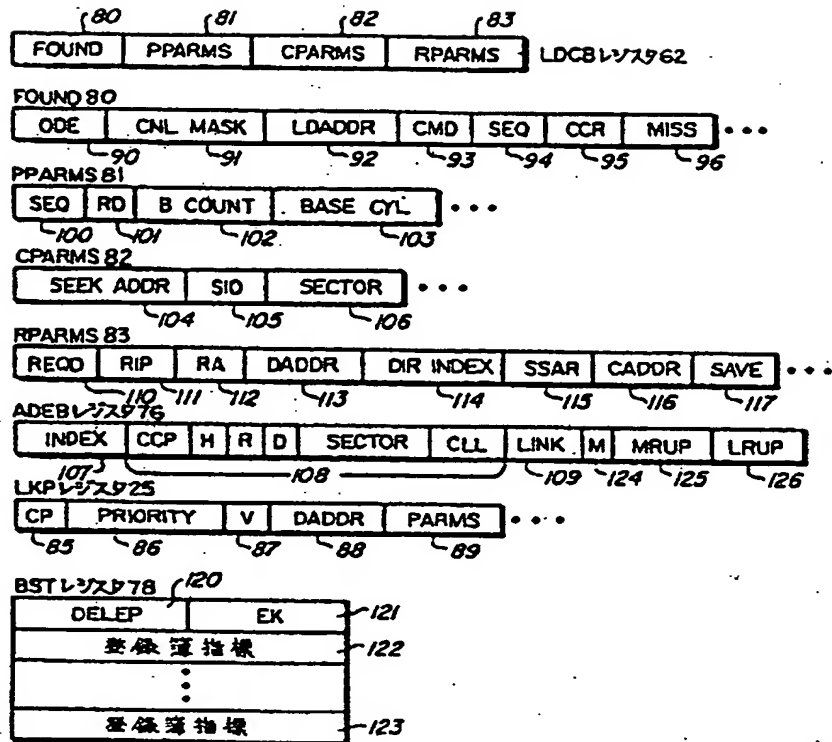 80 81 82 83
FOUND PPARMS CPARMS RPARMS LDCBレジスタ62
FOUND 80
ODE CNL MASK LDADDR CMD SEQ CCR MISS •••
90 91 92 93 94 95 96
PPARMS 81
SEQ RD B COUNT BASE CYL •••
100 101 102 103
CPARMS 82
SEEK ADDR SIO SECTOR •••
104 105 106
RPARMS 83
REQD RIP RA DADDR DIR INDEX SSAR CADDR SAVE •••
110 111 112 113 114 115 116 117
ADEBレジスタ76
INDEX CCP H R D SECTOR CLL LINK M MRUP LRUP
107 108 109 124 125 126
LKPレジスタ25
CP PRIORITY V DADDR PARMS •••
85 86 87 88 89
BSTレジスタ78 120
DELEP EK 121
登録簿指標 122
登録簿指標 123